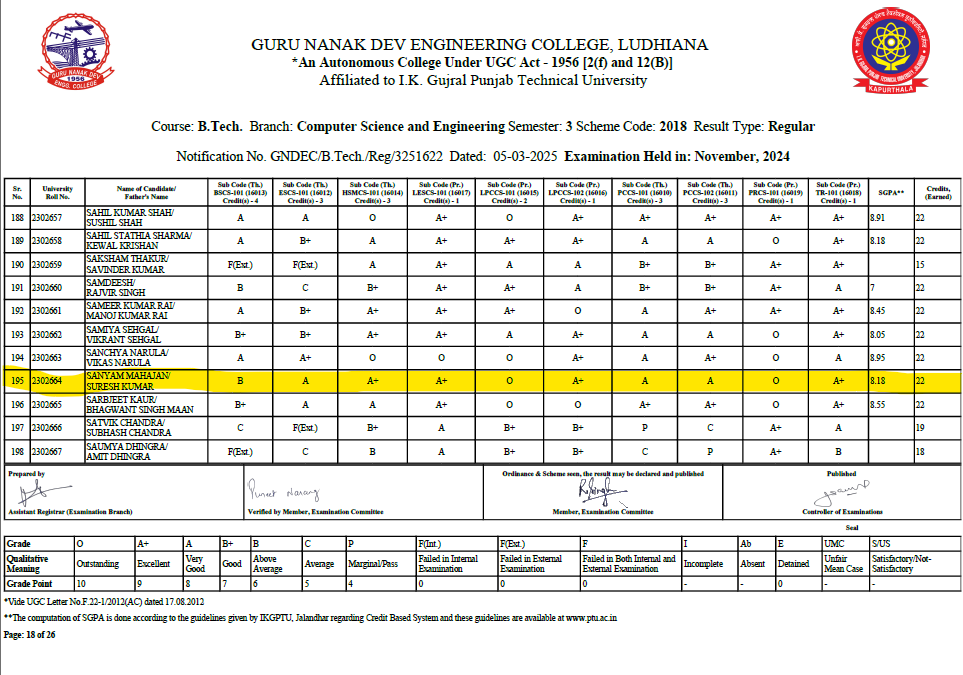 GURU NANAK DEV ENGINEERING COLLEGE, LUDHIANA
*An Autonomous College Under UGC Act - 1956 [2(f) and 12(B)]
Affiliated to I.K. Gujral Punjab Technical University
GURU NANAK DEV
1956
ENGG. COLLEGE
KAPURTHALA
Course: B.Tech. Branch: Computer Science and Engineering Semester: 3 Scheme Code: 2018 Result Type: Regular
Notification No. GNDEC/B.Tech./Reg/3251622 Dated: 05-03-2025 Examination Held in: November, 2024
Sr. No. University Roll No. Name of Candidate/ Father's Name Sub Code (Th.) BSCS-101 (16013) Credit(s) - 4 Sub Code (Th.) ESCS-101 (16012) Credit(s) - 3 Sub Code (Th.) HSMCS-101 (16014) Credit(s) - 3 Sub Code (Pr.) LESCS-101 (16017) Credit(s) - 1 Sub Code (Pr.) LPCCS-101 (16015) Credit(s) - 2 Sub Code (Pr.) LPCCS-102 (16016) Credit(s) - 1 Sub Code (Th.) PCCS-101 (16010) Credit(s) - 3 Sub Code (Th.) PCCS-102 (16011) Credit(s) - 3 Sub Code (Pr.) PRCS-101 (16019) Credit(s) - 1 Sub Code (Pr.) TR-101 (16018) Credit(s) - 1 SGPA** Credits, (Earned)
188 2302657 SAHIL KUMAR SHAH/ SUSHIL SHAH A A O A+ O A+ A+ A+ A+ A+ 8.91 22
189 2302658 SAHIL STATHIA SHARMA/ KEWAL KRISHAN A B+ A A+ A+ A+ A A O A+ 8.18 22
190 2302659 SAKSHAM THAKUR/ SAVINDER KUMAR F(Ext.) F(Ext.) A A+ A A B+ B+ A+ A+ 15
191 2302660 SAMDEESH/ RAJVIR SINGH B C B+ A+ A+ A B+ B+ A+ A 7 22
192 2302661 SAMEER KUMAR RAI/ MANOJ KUMAR RAI A B+ A+ A+ A+ O A A+ A+ A+ 8.45 22
193 2302662 SAMIYA SEHGAL/ VIKRANT SEHGAL B+ B+ A+ A+ A A+ A A O A+ 8.05 22
194 2302663 SANCHYA NARULA/ VIKAS NARULA A A+ O O O A+ A A+ O A 8.95 22
195 2302664 SANYAM MAHAJAN/ SURESH KUMAR B A A+ A+ O A+ A A O A+ 8.18 22
196 2302665 SARBJEET KAUR/ BHAGWANT SINGH MAAN B+ A A A+ O O A+ A+ O A+ 8.55 22
197 2302666 SATVIK CHANDRA/ SUBHASH CHANDRA C F(Ext.) B+ A B+ B+ P C A+ A 19
198 2302667 SAUMYA DHINGRA/ AMIT DHINGRA F(Ext.) C B A B+ B+ C P A+ B 18
Prepared by
Assistant Registrar (Examination Branch)
Puneet Narang
Verified by Member, Examination Committee
Ordinance & Scheme seen, the result may be declared and published
Member, Examination Committee
Published
Controller of Examinations
Seal
Grade O A+ A B+ B C P F(Int.) F(Ext.) F I Ab E UMC S/US
Qualitative Meaning Outstanding Excellent Very Good Good Above Average Average Marginal/Pass Failed in Internal Examination Failed in External Examination Failed in Both Internal and External Examination Incomplete Absent Detained Unfair Mean Case Satisfactory/Not-Satisfactory
Grade Point 10 9 8 7 6 5 4 0 0 0 - - 0 - -
*Vide UGC Letter No.F.22-1/2012(AC) dated 17.08.2012
**The computation of SGPA is done according to the guidelines given by IKGPTU, Jalandhar regarding Credit Based System and these guidelines are available at www.ptu.ac.in
Page: 18 of 26